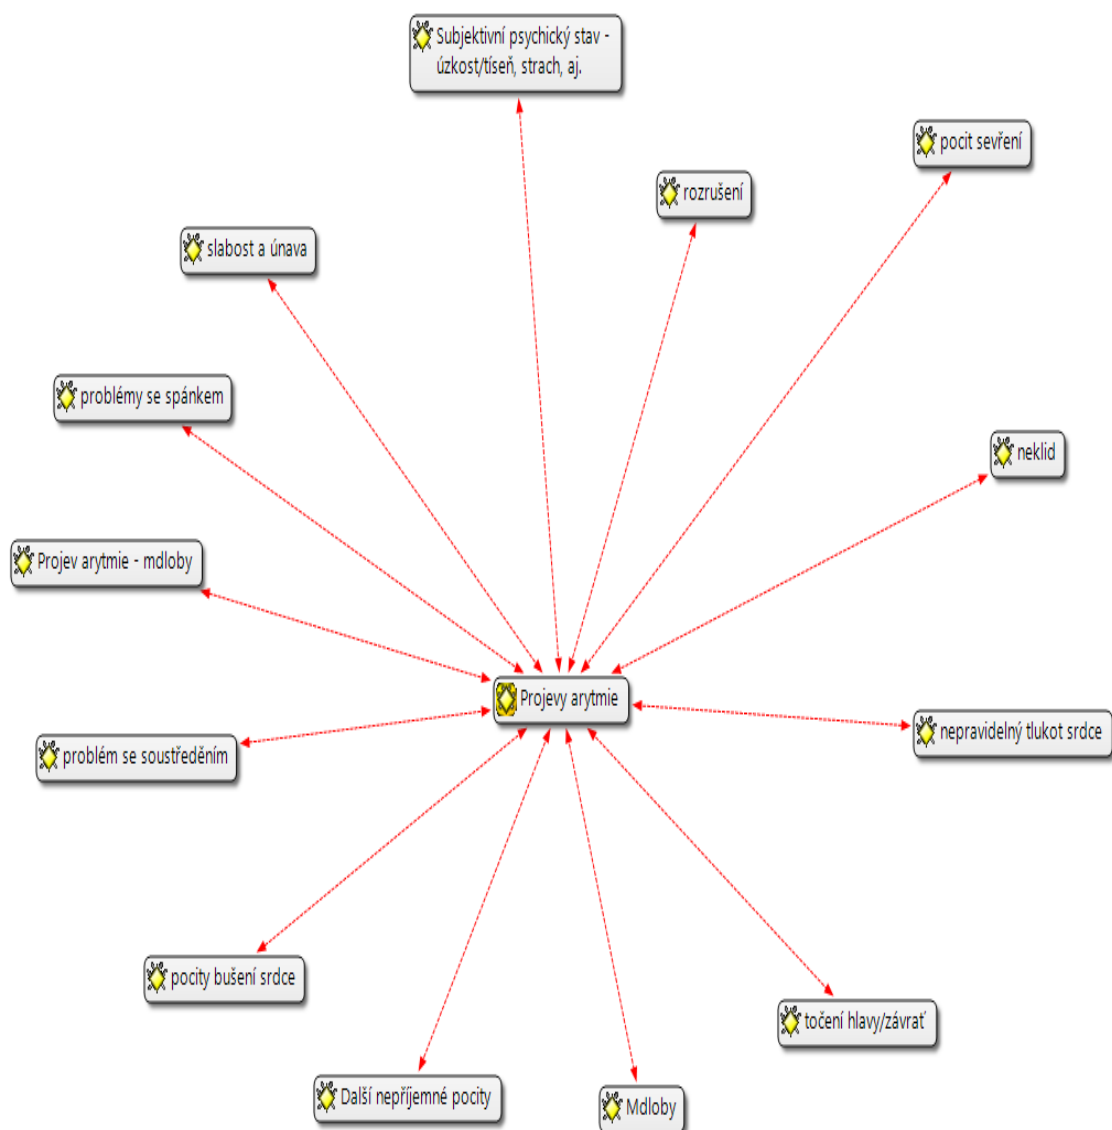 Subjektivní psychický stav -
úzkost/tíseň, strach, aj.
pocit sevření
rozrušení
slabost a únava
problémy se spánkem
neklid
Projev arytmie - mdloby
Projevy arytmie
nepravidelný tlukot srdce
problém se soustředěním
pocity bušení srdce
točení hlavy/závrať
Další nepříjemné pocity
Mdloby